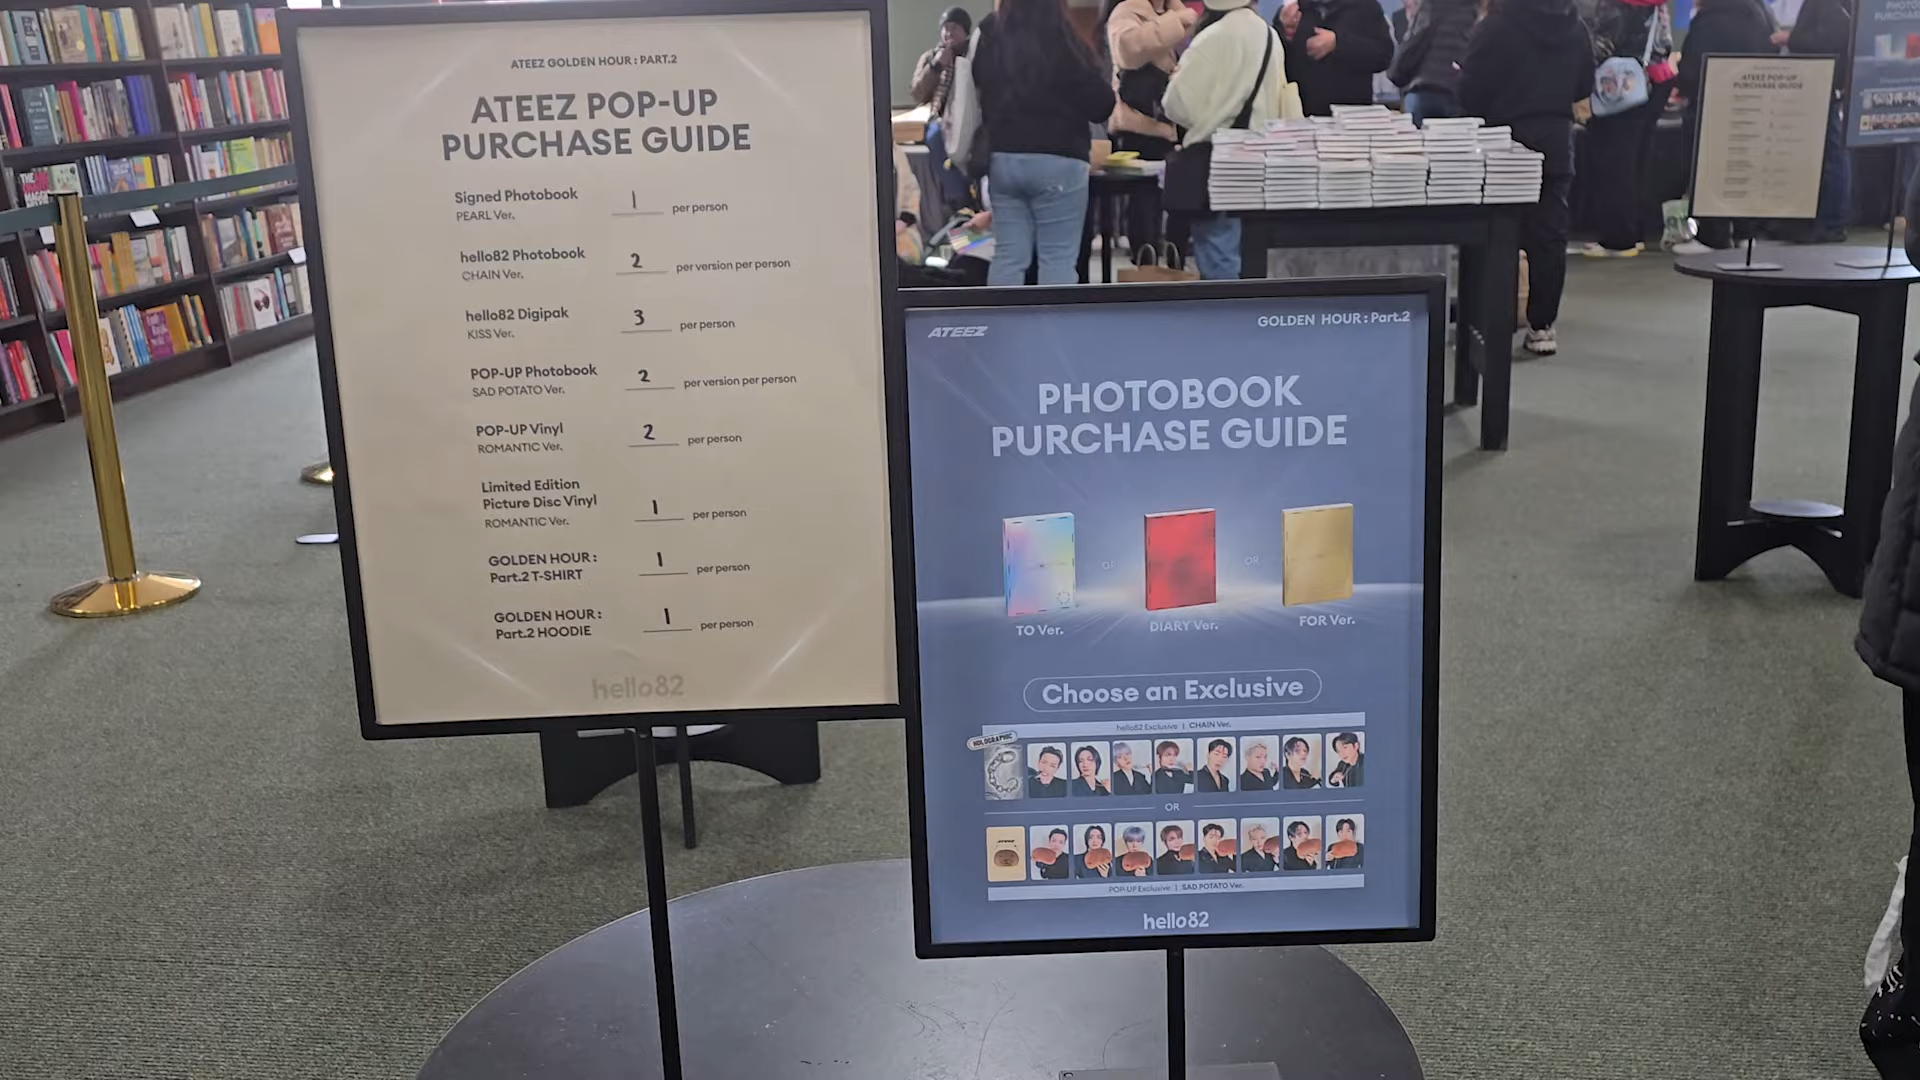 ATEEZ GOLDEN HOUR : PART.2
ATEEZ POP-UP
PURCHASE GUIDE
Signed Photobook
PEARL Ver.
1 per person
hello82 Photobook
CHAIN Ver.
2 per version per person
hello82 Digipak
KISS Ver.
3 per person
POP-UP Photobook
SAD POTATO Ver.
2 per version per person
POP-UP Vinyl
ROMANTIC Ver.
2 per person
Limited Edition
Picture Disc Vinyl
ROMANTIC Ver.
1 per person
GOLDEN HOUR :
Part.2 T-SHIRT
1 per person
GOLDEN HOUR :
Part.2 HOODIE
1 per person
hello82
ATEEZ
GOLDEN HOUR : Part.2
PHOTOBOOK
PURCHASE GUIDE
OR
OR
TO Ver.
DIARY Ver.
FOR Ver.
Choose an Exclusive
hello82 Exclusive | CHAIN Ver.
HOLOGRAPHIC
OR
POP-UP Exclusive | SAD POTATO Ver.
hello82
ATEEZ POP-UP
PURCHASE GUIDE